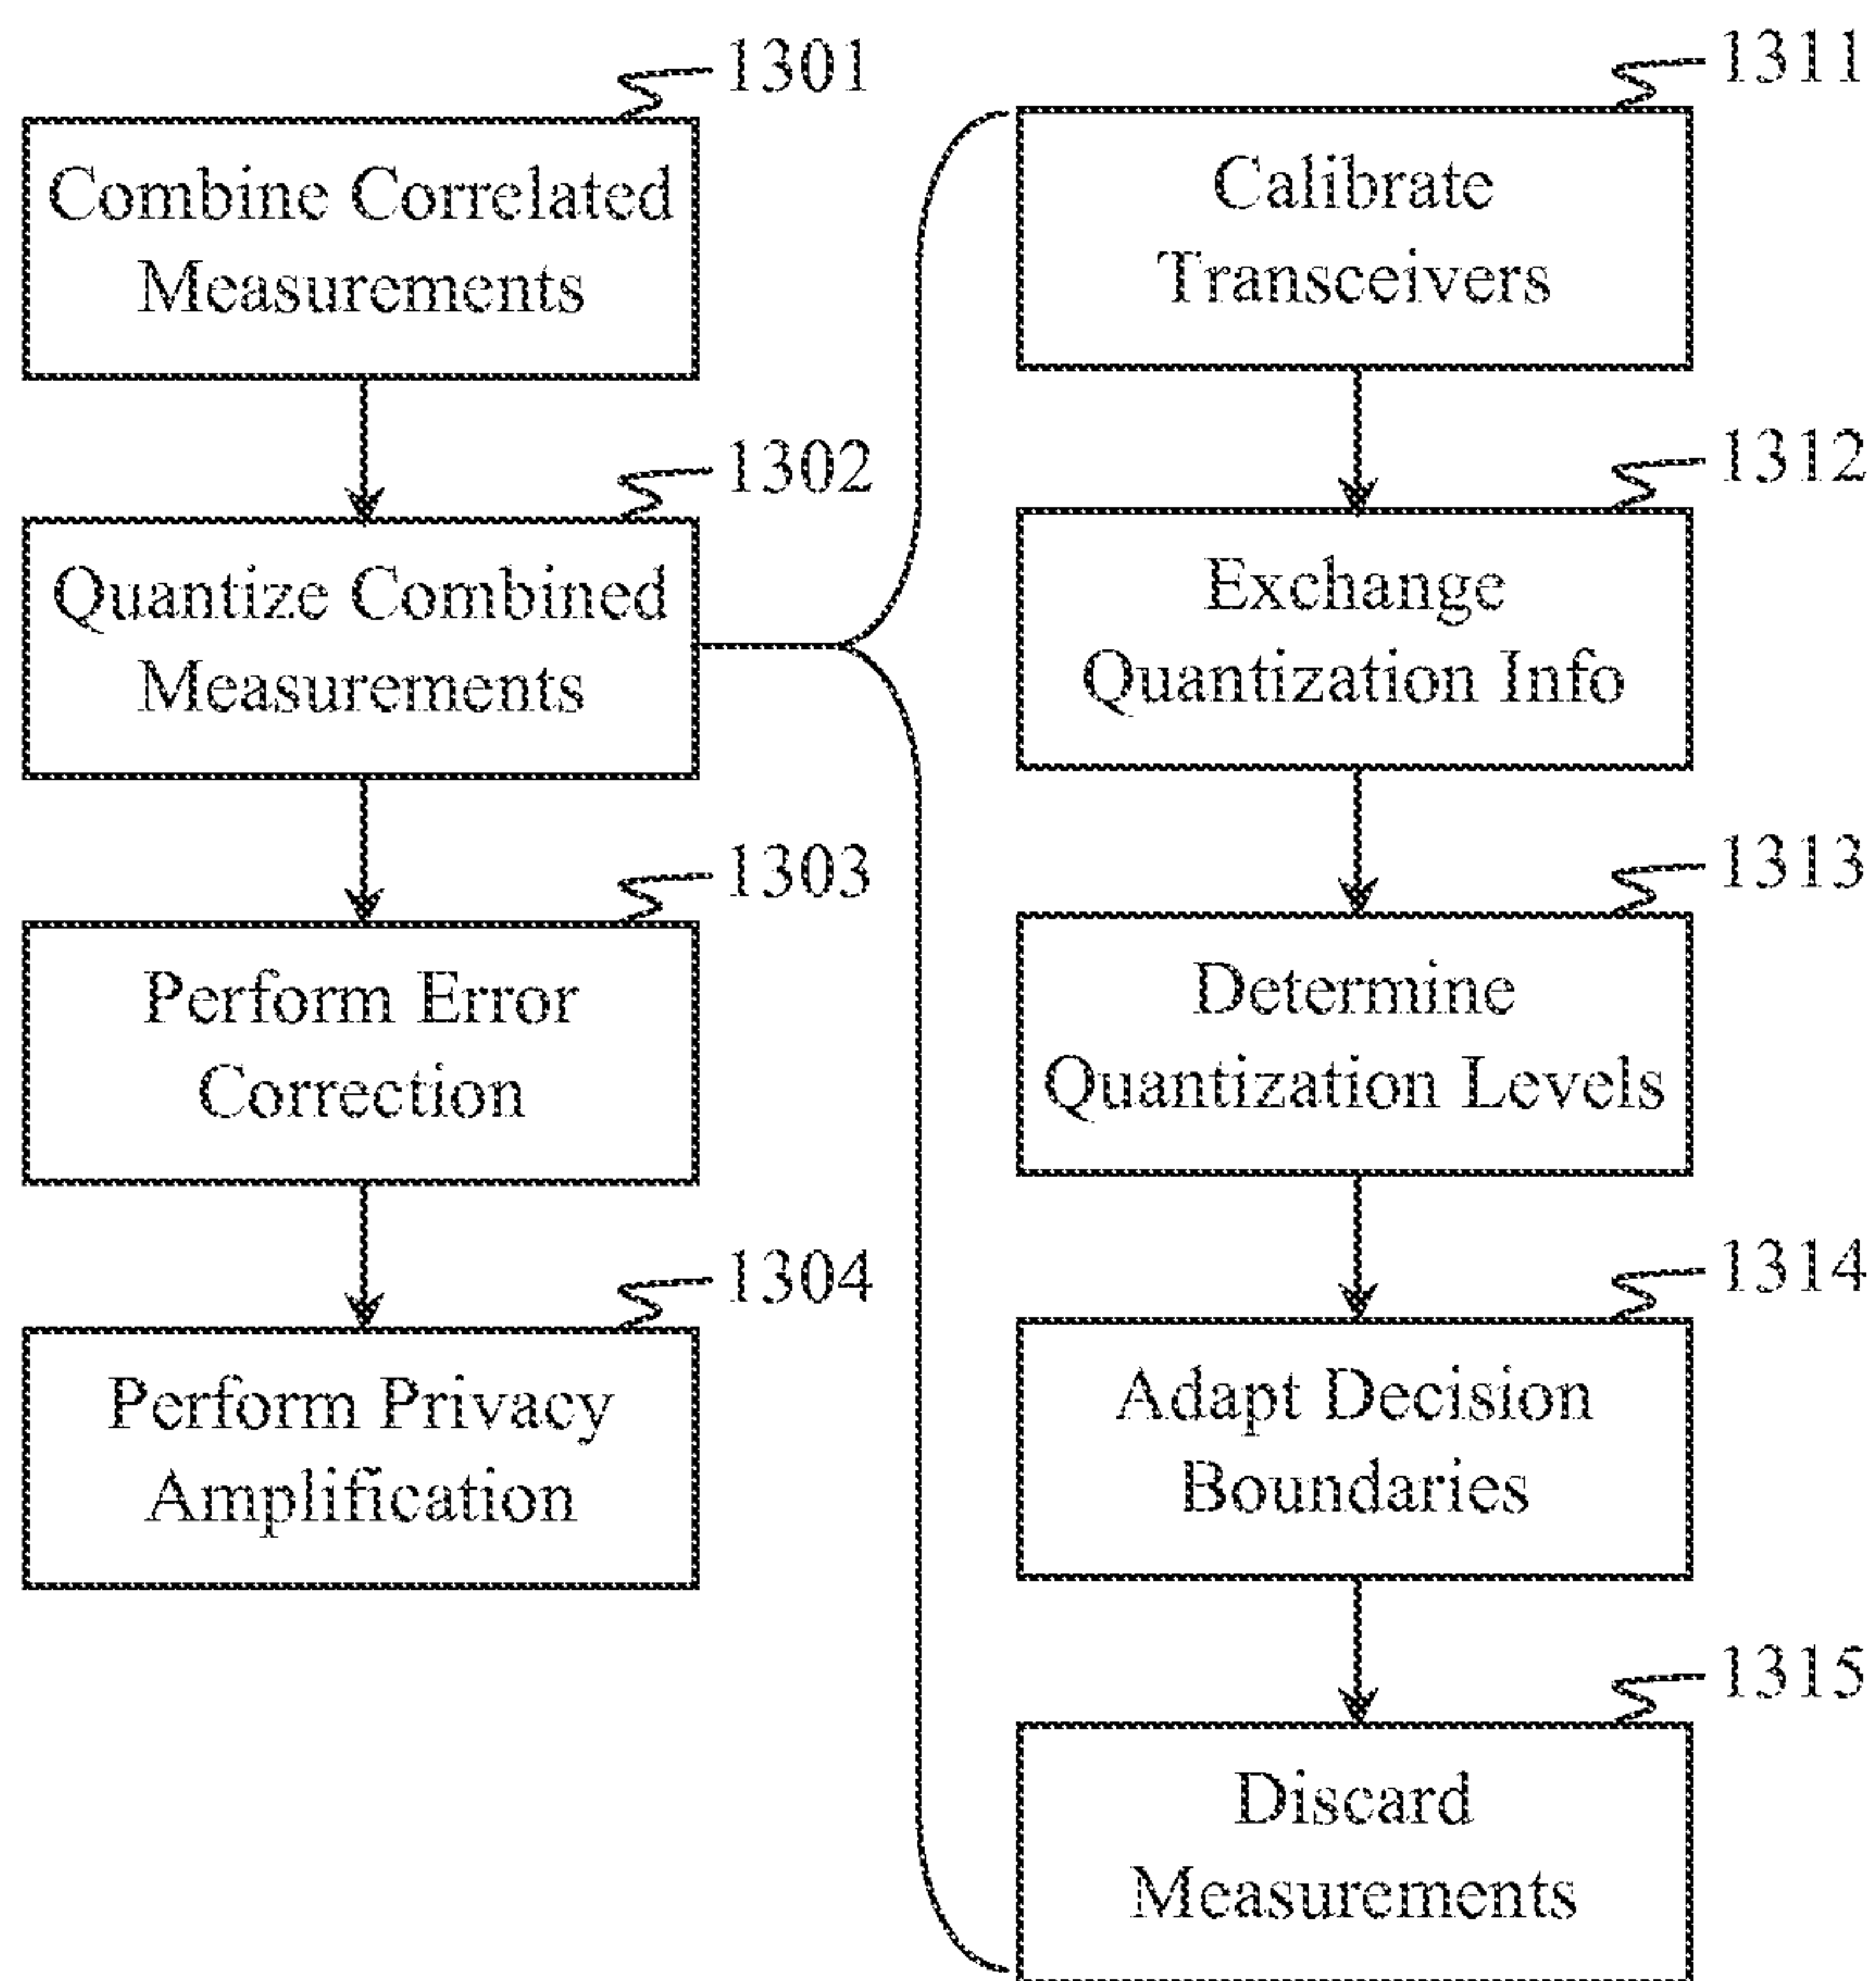 1301
Combine Correlated
Measurements
1302
Quantize Combined
Measurements
1303
Perform Error
Correction
1304
Perform Privacy
Amplification
1311
Calibrate
Transceivers
1312
Exchange
Quantization Info
1313
Determine
Quantization Levels
1314
Adapt Decision
Boundaries
1315
Discard
Measurements